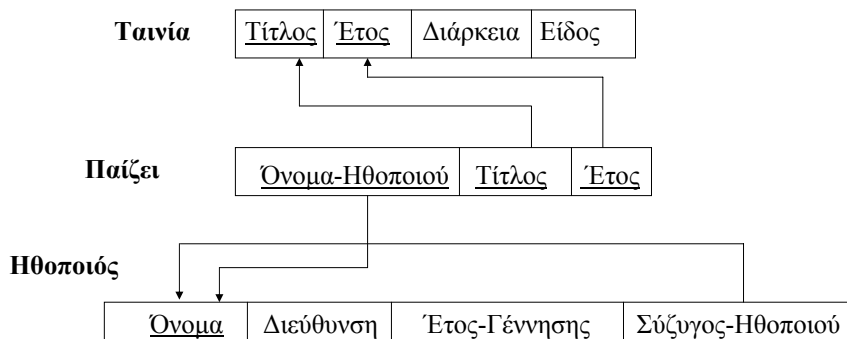 Ταινία Τίτλος Έτος Διάρκεια Είδος
Παίζει Όνομα-Ηθοποιού Τίτλος Έτος
Ηθοποιός
Όνομα Διεύθυνση Έτος-Γέννησης Σύζυγος-Ηθοποιού